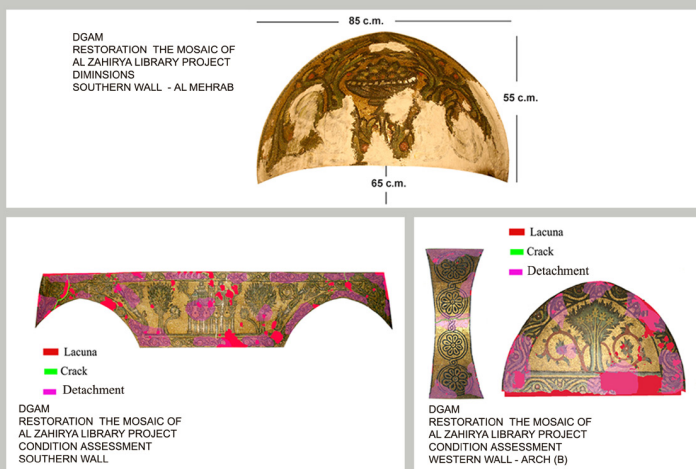 85 c.m.
DGAM
RESTORATION THE MOSAIC OF
AL ZAHIRYA LIBRARY PROJECT
DIMINSIONS
SOUTHERN WALL - AL MEHRAB
55 c.m.
65 c.m.
Lacuna
Crack
Detachment
DGAM
RESTORATION THE MOSAIC OF
AL ZAHIRYA LIBRARY PROJECT
CONDITION ASSESSMENT
SOUTHERN WALL
Lacuna
Crack
Detachment
DGAM
RESTORATION THE MOSAIC OF
AL ZAHIRYA LIBRARY PROJECT
CONDITION ASSESSMENT
WESTERN WALL - ARCH (B)